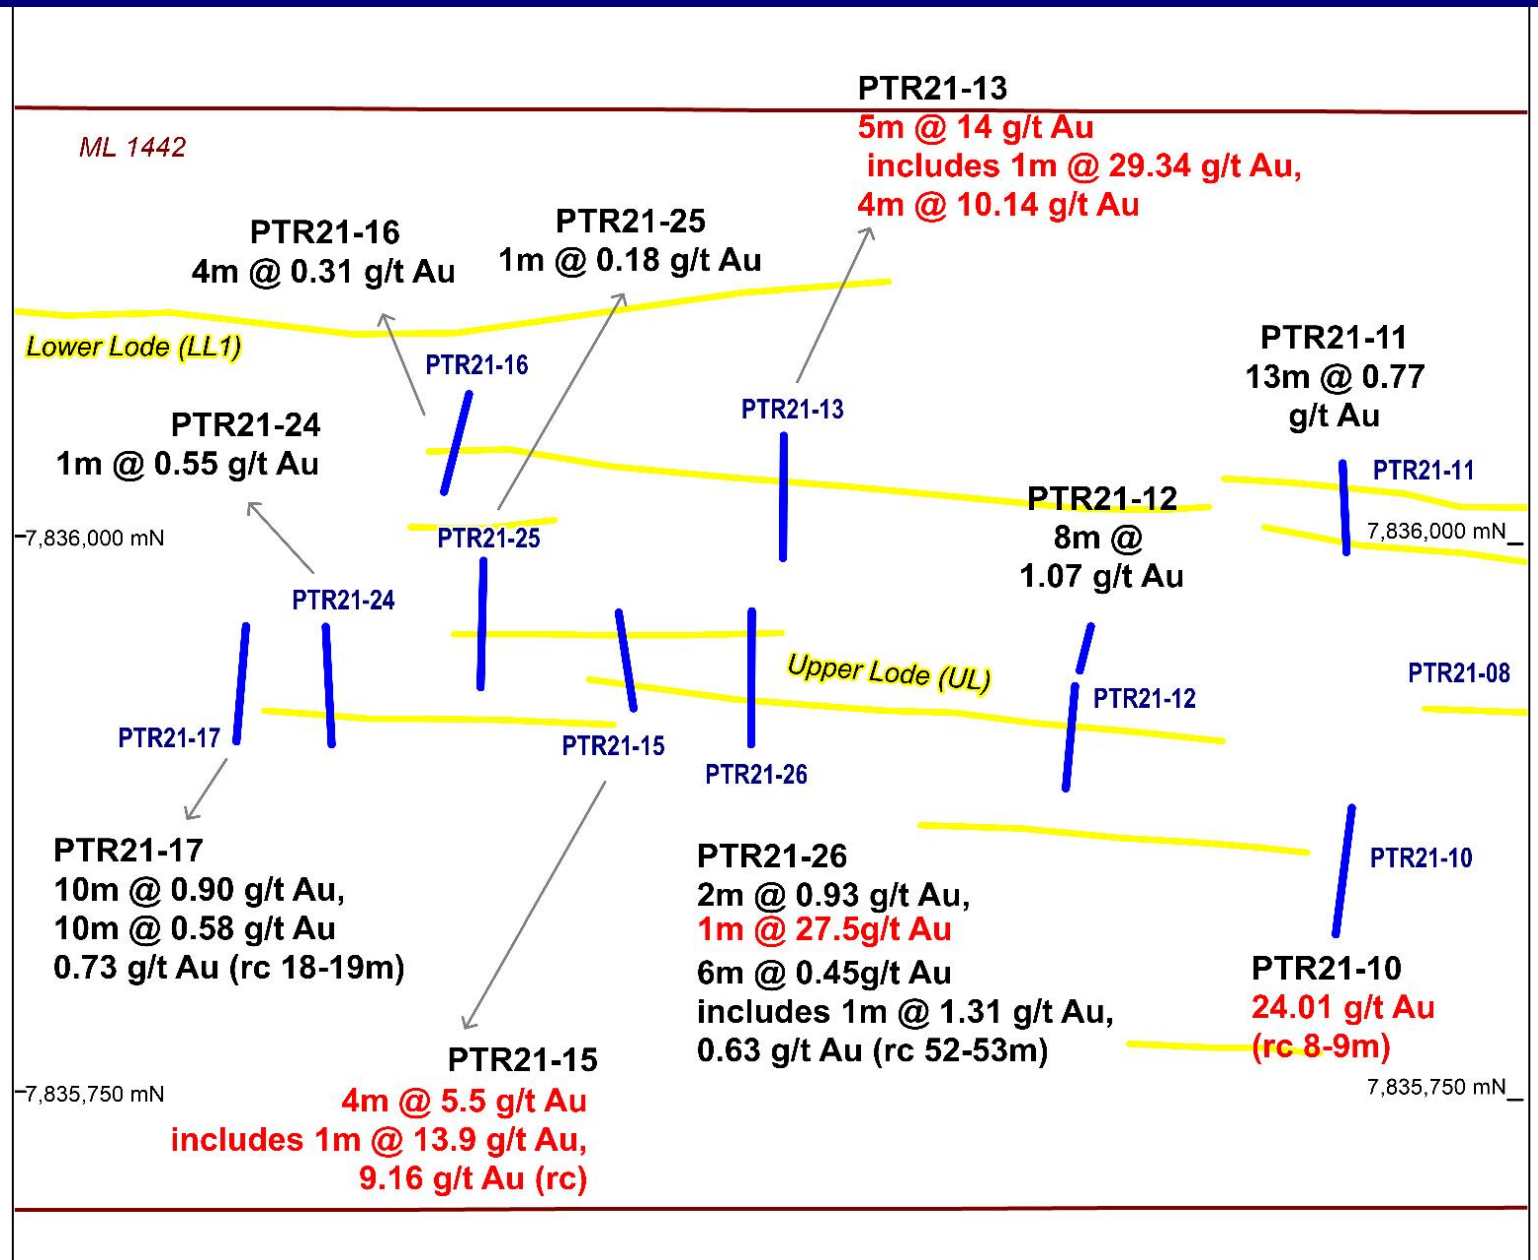 PTR21-13
5m @ 14 g/t Au
includes 1m @ 29.34 g/t Au,
4m @ 10.14 g/t Au
ML 1442
PTR21-16
4m @ 0.31 g/t Au
PTR21-25
1m @ 0.18 g/t Au
Lower Lode (LL1)
PTR21-16
PTR21-13
PTR21-11
13m @ 0.77
g/t Au
PTR21-24
1m @ 0.55 g/t Au
PTR21-11
PTR21-12
8m @
1.07 g/t Au
7,836,000 mN
PTR21-25
7,836,000 mN
PTR21-24
Upper Lode (UL)
PTR21-08
PTR21-12
PTR21-17
PTR21-15
PTR21-26
PTR21-10
PTR21-17
10m @ 0.90 g/t Au,
10m @ 0.58 g/t Au
0.73 g/t Au (rc 18-19m)
PTR21-26
2m @ 0.93 g/t Au,
1m @ 27.5g/t Au
6m @ 0.45g/t Au
includes 1m @ 1.31 g/t Au,
0.63 g/t Au (rc 52-53m)
PTR21-10
24.01 g/t Au
(rc 8-9m)
PTR21-15
4m @ 5.5 g/t Au
includes 1m @ 13.9 g/t Au,
9.16 g/t Au (rc)
7,835,750 mN
7,835,750 mN